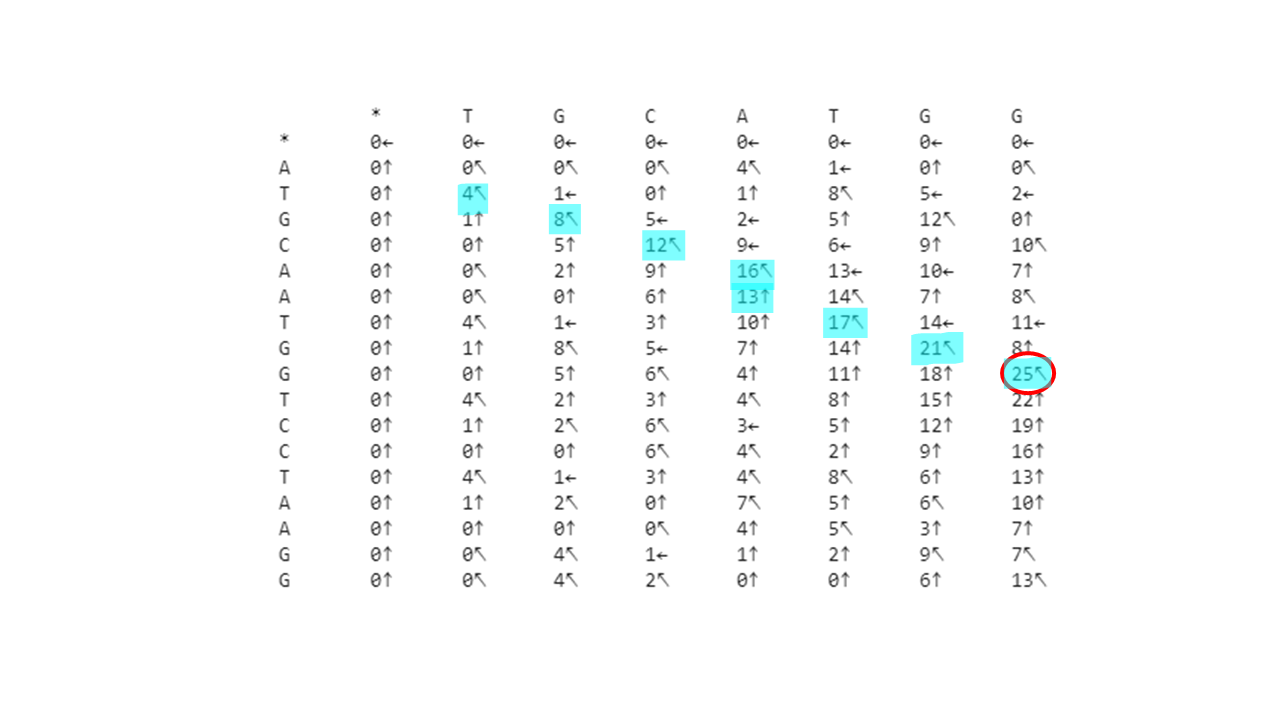 * T G C A T G G
* 0← 0← 0← 0← 0← 0← 0← 0←
A 0↑ 0↖ 0↖ 0↖ 4↖ 1← 0↑ 0↖
T 0↑ 4↖ 1← 0↑ 1↑ 8↖ 5← 2←
G 0↑ 1↑ 8↖ 5← 2← 5↑ 12↖ 0↑
C 0↑ 0↑ 5↑ 12↖ 9← 6← 9↑ 10↖
A 0↑ 0↖ 2↑ 9↑ 16↖ 13← 10← 7↑
A 0↑ 0↖ 0↑ 6↑ 13↑ 14↖ 7↑ 8↖
T 0↑ 4↖ 1← 3↑ 10↑ 17↖ 14← 11←
G 0↑ 1↑ 8↖ 5← 7↑ 14↑ 21↖ 8↑
G 0↑ 0↑ 5↑ 6↖ 4↑ 11↑ 18↑ 25↖
T 0↑ 4↖ 2↑ 3↑ 4↖ 8↑ 15↑ 22↑
C 0↑ 1↑ 2↖ 6↖ 3← 5↑ 12↑ 19↑
C 0↑ 0↑ 0↑ 6↖ 4↖ 2↑ 9↑ 16↑
T 0↑ 4↖ 1← 3↑ 4↖ 8↖ 6↑ 13↑
A 0↑ 1↑ 2↖ 0↑ 7↖ 5↑ 6↖ 10↑
A 0↑ 0↑ 0↑ 0↖ 4↑ 5↖ 3↑ 7↑
G 0↑ 0↖ 4↖ 1← 1↑ 2↑ 9↖ 7↖
G 0↑ 0↖ 4↖ 2↖ 0↑ 0↑ 6↑ 13↖